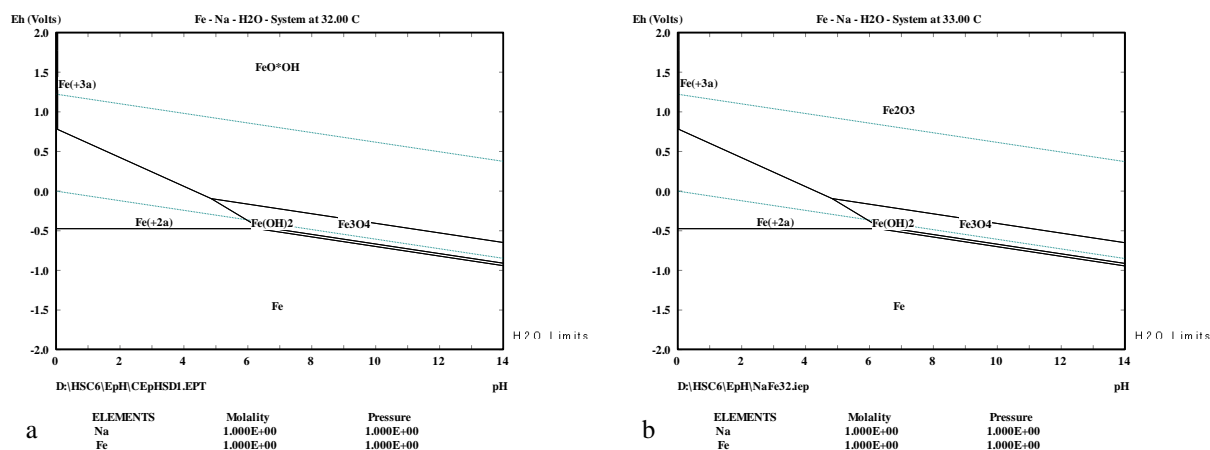 Eh (Volts) Fe - Na - H2O - System at 32.00 C
2.0
1.5
1.0
0.5
0.0
-0.5
-1.0
-1.5
-2.0
FeO*OH
Fe(+3a)
Fe(+2a)
Fe(OH)2
Fe3O4
Fe
H2O Limits
0 2 4 6 8 10 12 14
D:\HSC6\EpH\CEpHSD1.EPT pH
ELEMENTS Molality Pressure
Na 1.000E+00 1.000E+00
Fe 1.000E+00 1.000E+00
a
Eh (Volts) Fe - Na - H2O - System at 33.00 C
2.0
1.5
1.0
0.5
0.0
-0.5
-1.0
-1.5
-2.0
Fe(+3a)
Fe2O3
Fe(+2a)
Fe(OH)2
Fe3O4
Fe
H2O Limits
0 2 4 6 8 10 12 14
D:\HSC6\EpH\NaFe32.iep pH
ELEMENTS Molality Pressure
Na 1.000E+00 1.000E+00
Fe 1.000E+00 1.000E+00
b